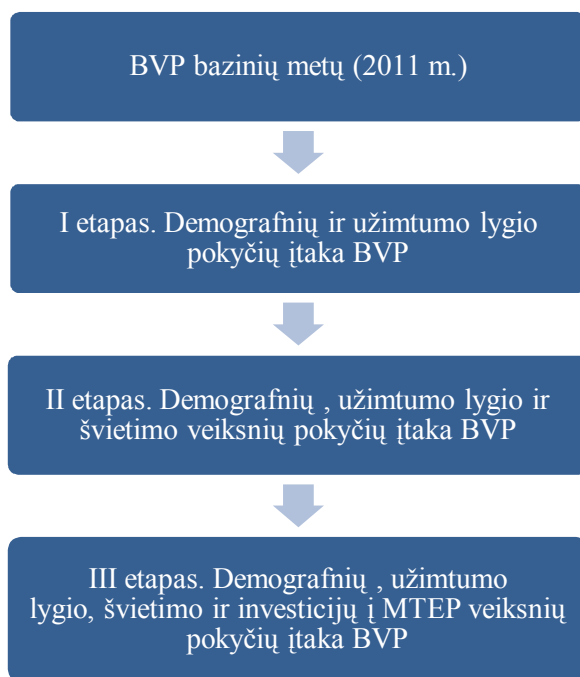 BVP bazinių metų (2011 m.)
I etapas. Demografnių ir užimtumo lygio
pokyčių įtaka BVP
II etapas. Demografnių , užimtumo lygio ir
švietimo veiksnių pokyčių įtaka BVP
III etapas. Demografnių , užimtumo
lygio, švietimo ir investicijų į MTEP veiksnių
pokyčių įtaka BVP